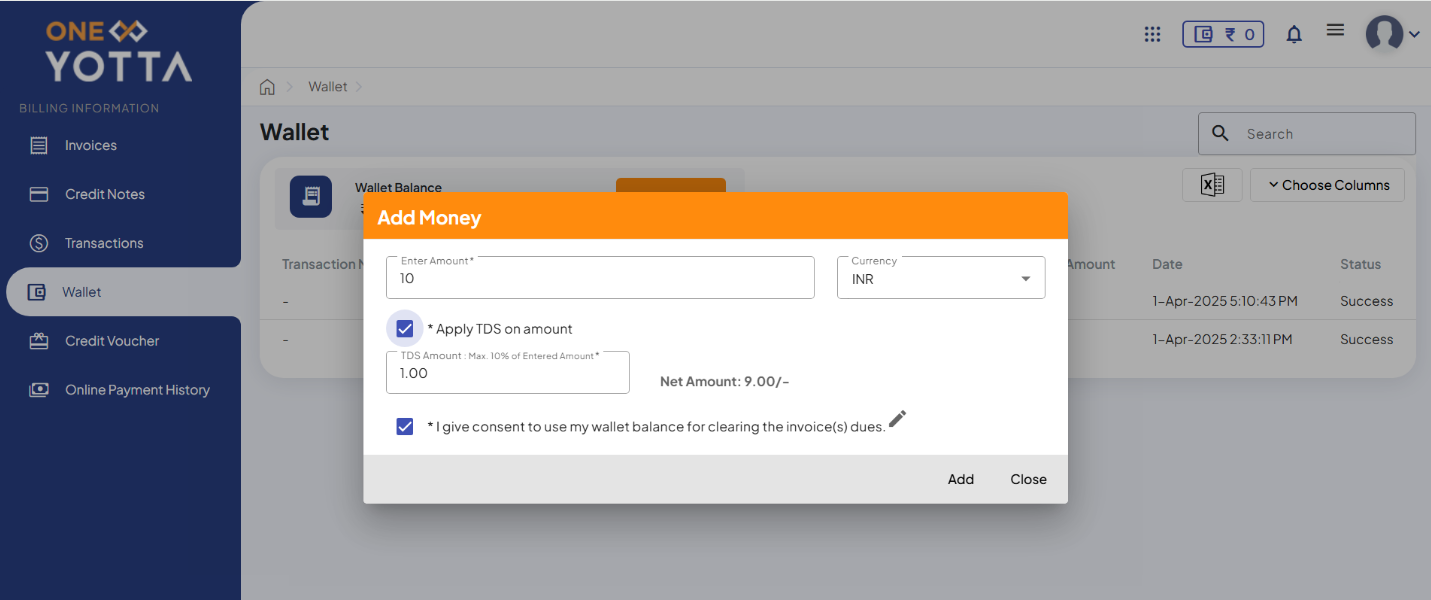 ONE
YOTTA
₹ 0
BILLING INFORMATION
Invoices
Credit Notes
Transactions
Wallet
Credit Voucher
Online Payment History
Wallet
Wallet
Search
Wallet Balance
Choose Columns
Transaction
Amount
Date
Status
-
1-Apr-2025 5:10:43 PM
Success
-
1-Apr-2025 2:33:11 PM
Success
Add Money
Enter Amount *
10
Currency
INR
* Apply TDS on amount
TDS Amount : Max. 10% of Entered Amount *
1.00
Net Amount: 9.00/-
* I give consent to use my wallet balance for clearing the invoice(s) dues.
Add
Close